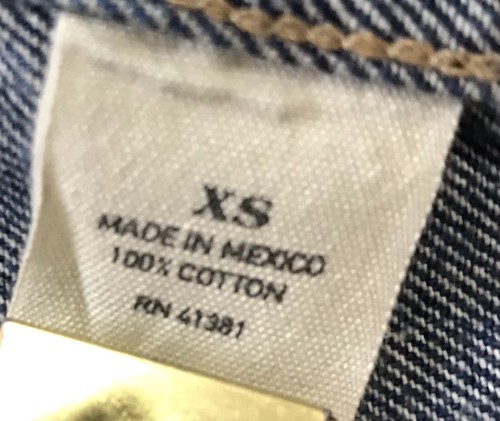 XS
MADE IN MEXICO
100% COTTON
RN 41381